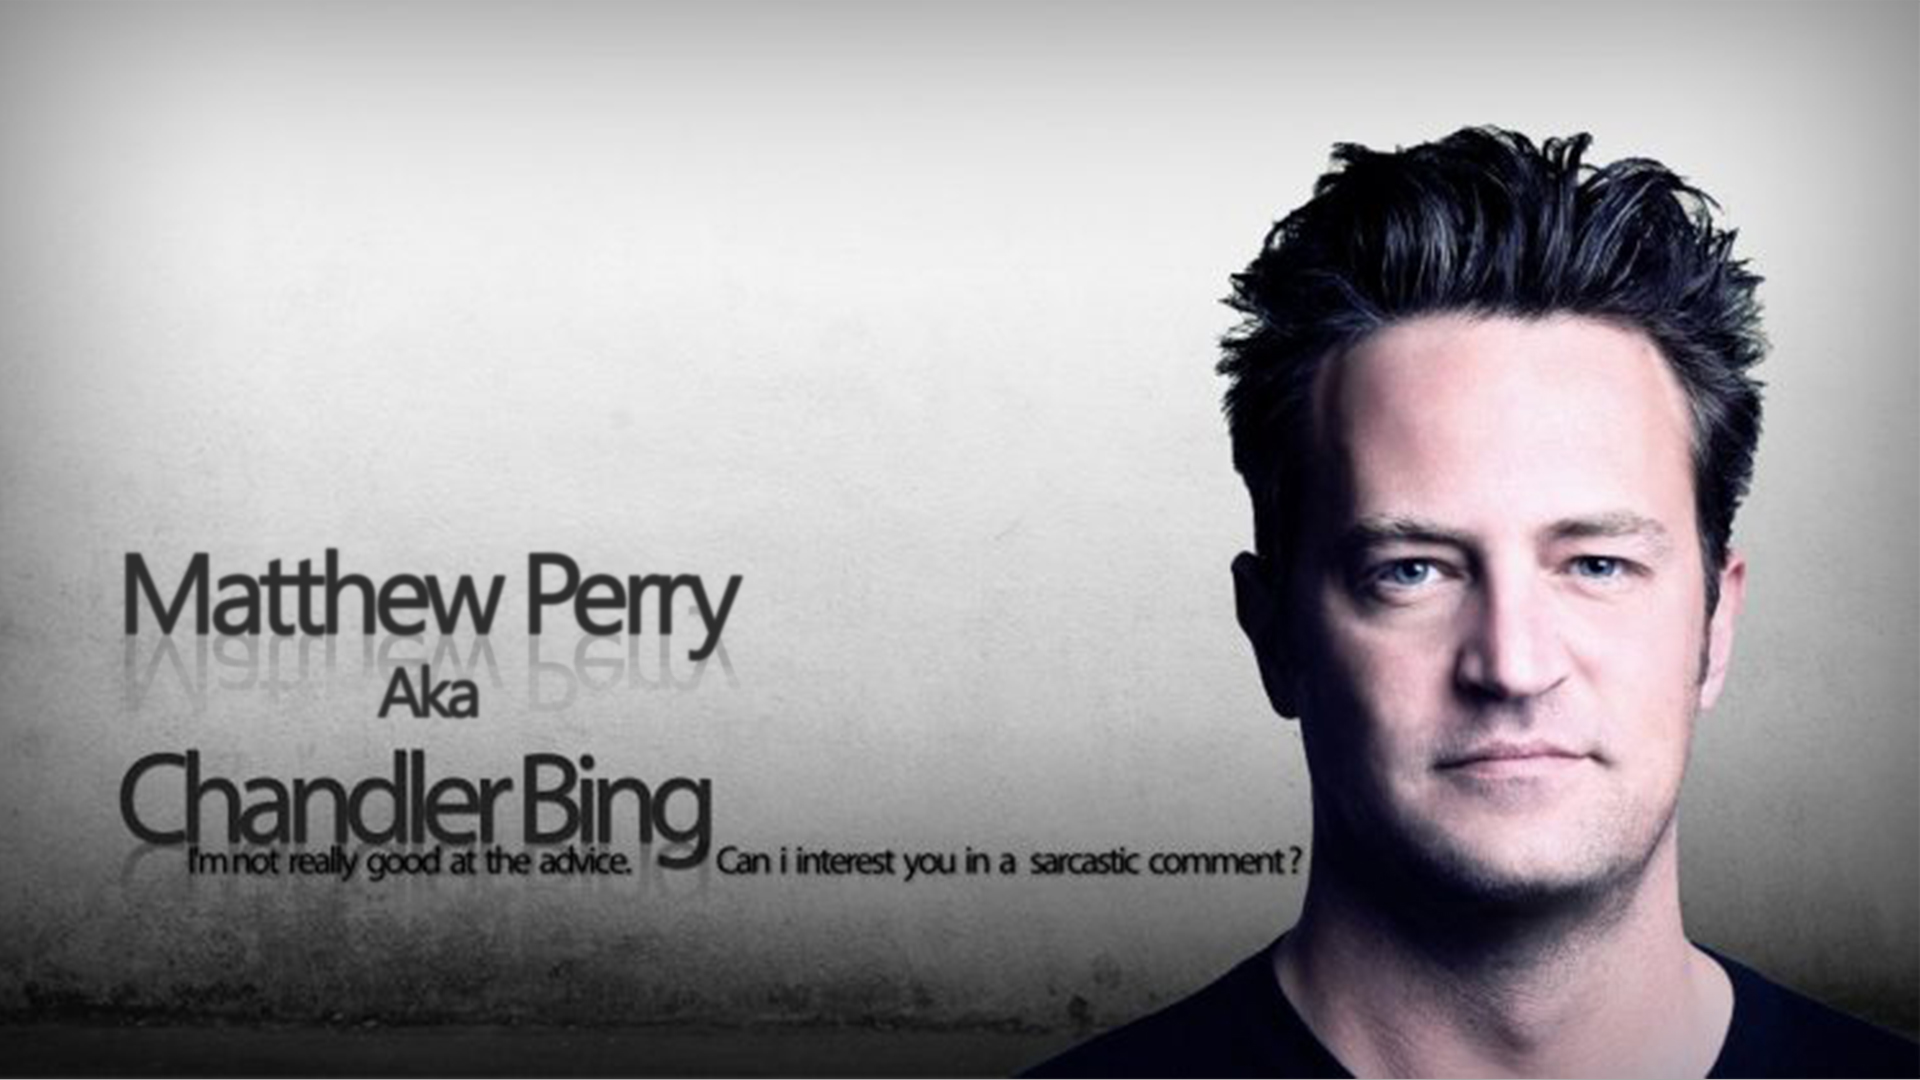 Matthew Perry
Aka
Chandler Bing
I'm not really good at the advice. Can i interest you in a sarcastic comment?